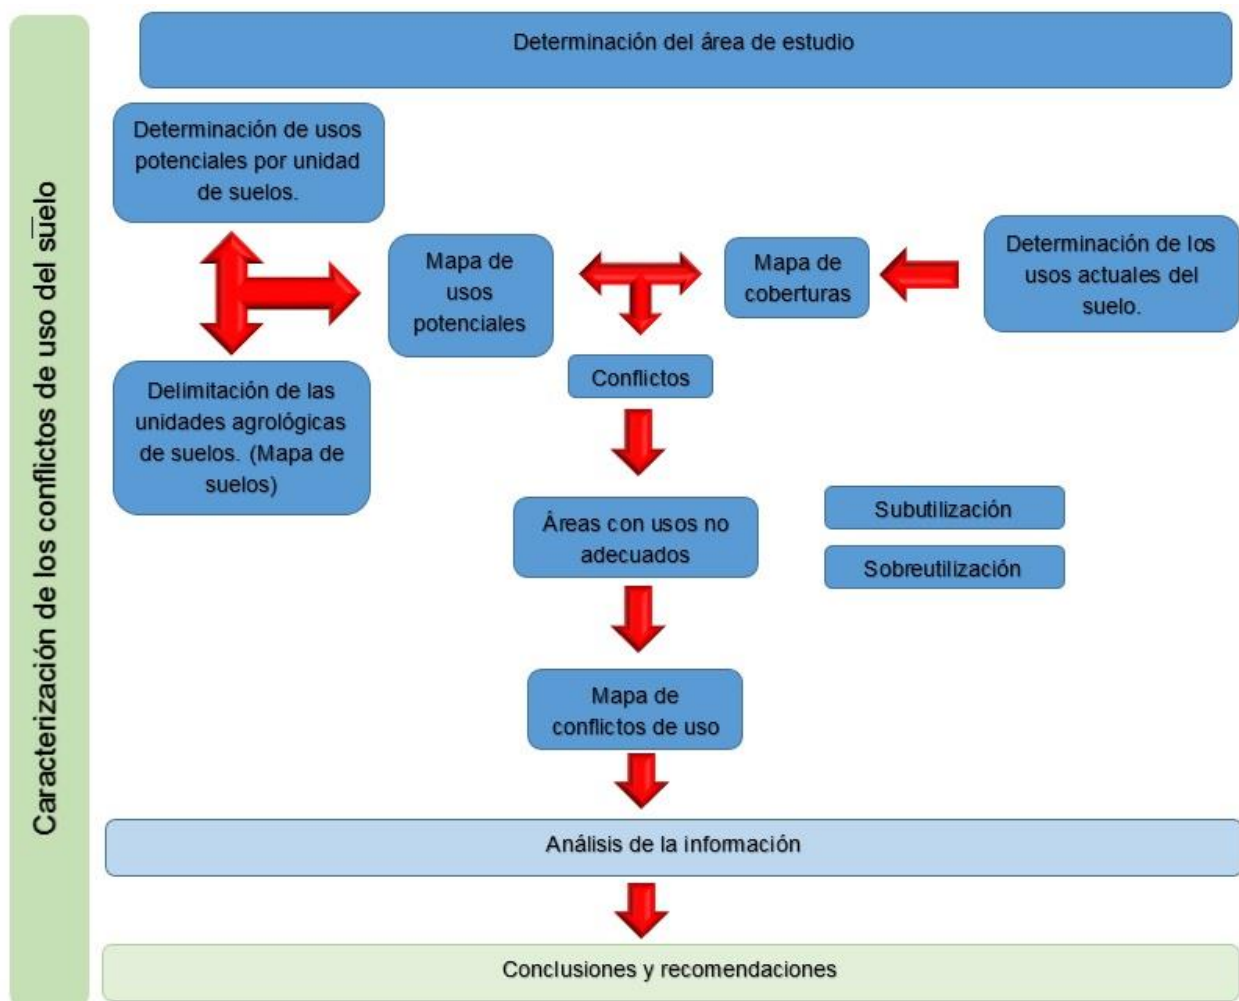 Caracterización de los conflictos de uso del suelo
Determinación del área de estudio
Determinación de usos
potenciales por unidad
de suelos.
Mapa de
usos
potenciales
Mapa de
coberturas
Determinación de los
usos actuales del
suelo.
Delimitación de las
unidades agrológicas
de suelos. (Mapa de
suelos)
Conflictos
Áreas con usos no
adecuados
Subutilización
Sobreutilización
Mapa de
conflictos de uso
Análisis de la información
Conclusiones y recomendaciones